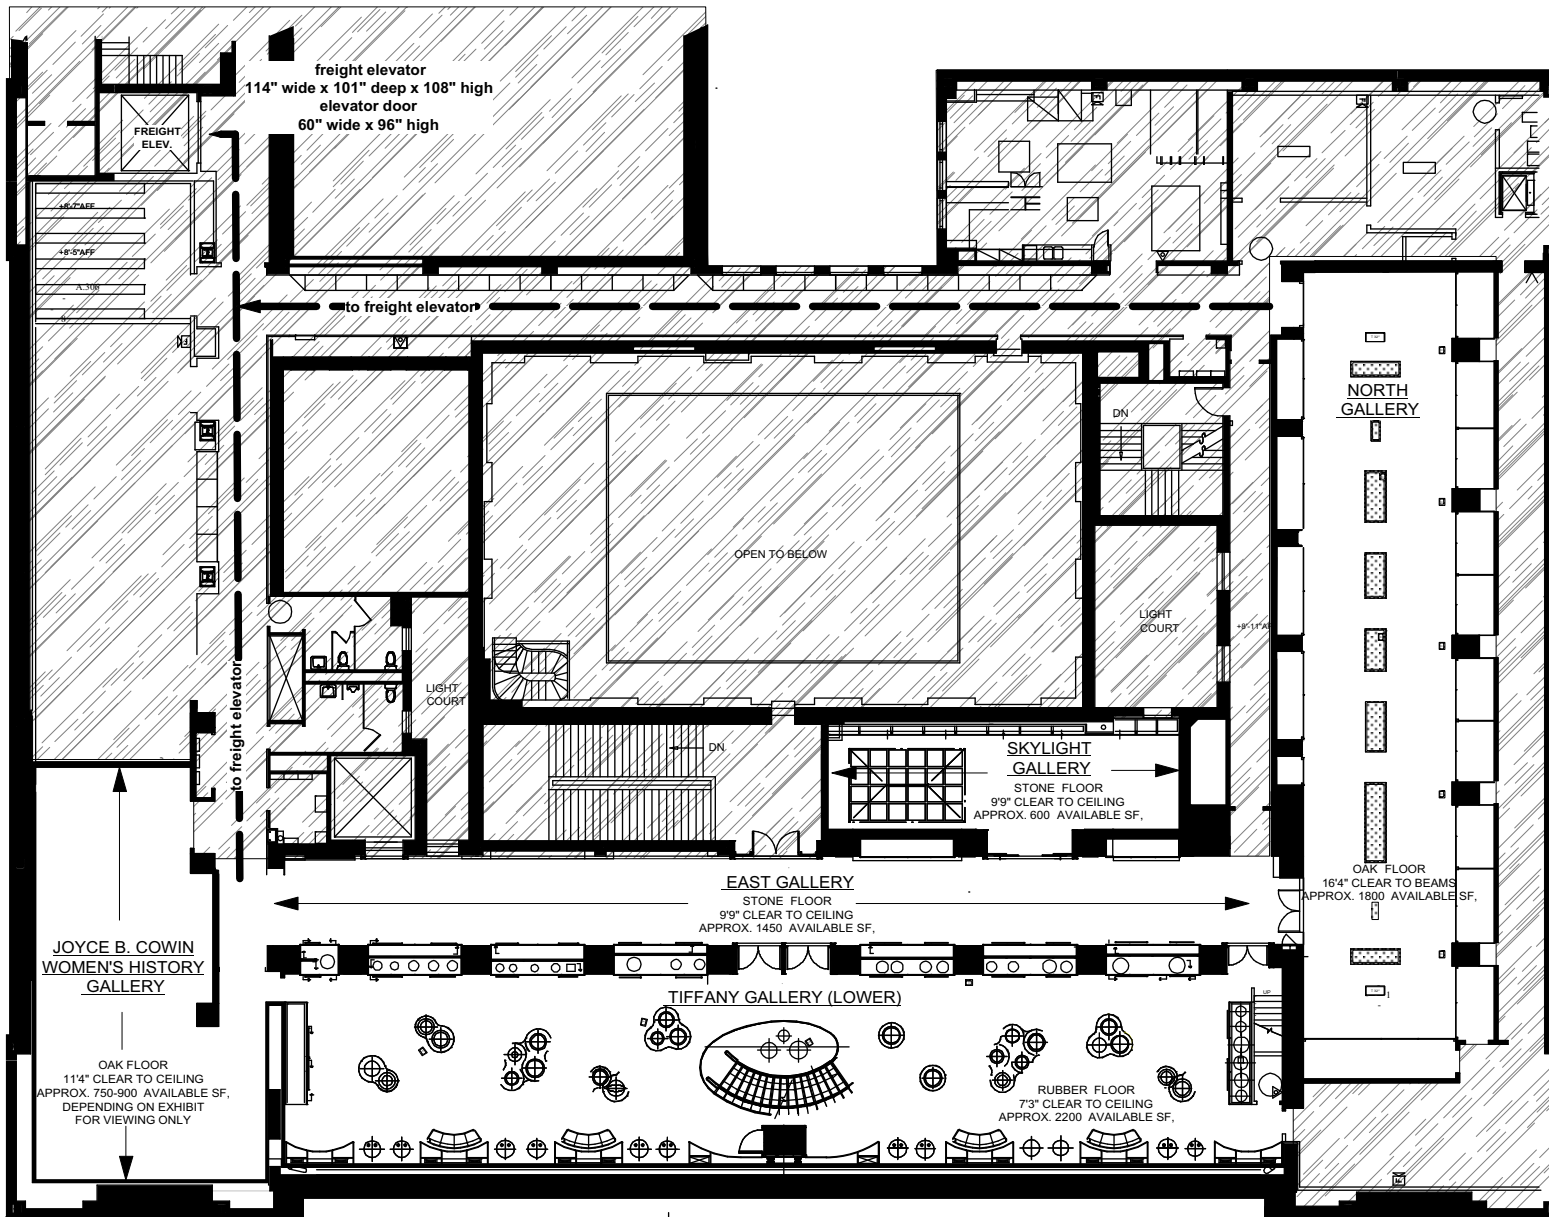 freight elevator
114" wide x 101" deep x 108" high
elevator door
60" wide x 96" high
FREIGHT
ELEV.
+8'-7"AFF
+8'-5"AFF
A.306
to freight elevator
NORTH
GALLERY
DN
OPEN TO BELOW
LIGHT
COURT
+8'-11"AF
LIGHT
COURT
to freight elevator
DN
SKYLIGHT
GALLERY
STONE FLOOR
9'9" CLEAR TO CEILING
APPROX. 600 AVAILABLE SF,
OAK FLOOR
16'4" CLEAR TO BEAMS
APPROX. 1800 AVAILABLE SF,
EAST GALLERY
STONE FLOOR
9'9" CLEAR TO CEILING
APPROX. 1450 AVAILABLE SF,
JOYCE B. COWIN
WOMEN'S HISTORY
GALLERY
TIFFANY GALLERY (LOWER)
UP
OAK FLOOR
11'4" CLEAR TO CEILING
APPROX. 750-900 AVAILABLE SF,
DEPENDING ON EXHIBIT
FOR VIEWING ONLY
RUBBER FLOOR
7'3" CLEAR TO CEILING
APPROX. 2200 AVAILABLE SF,